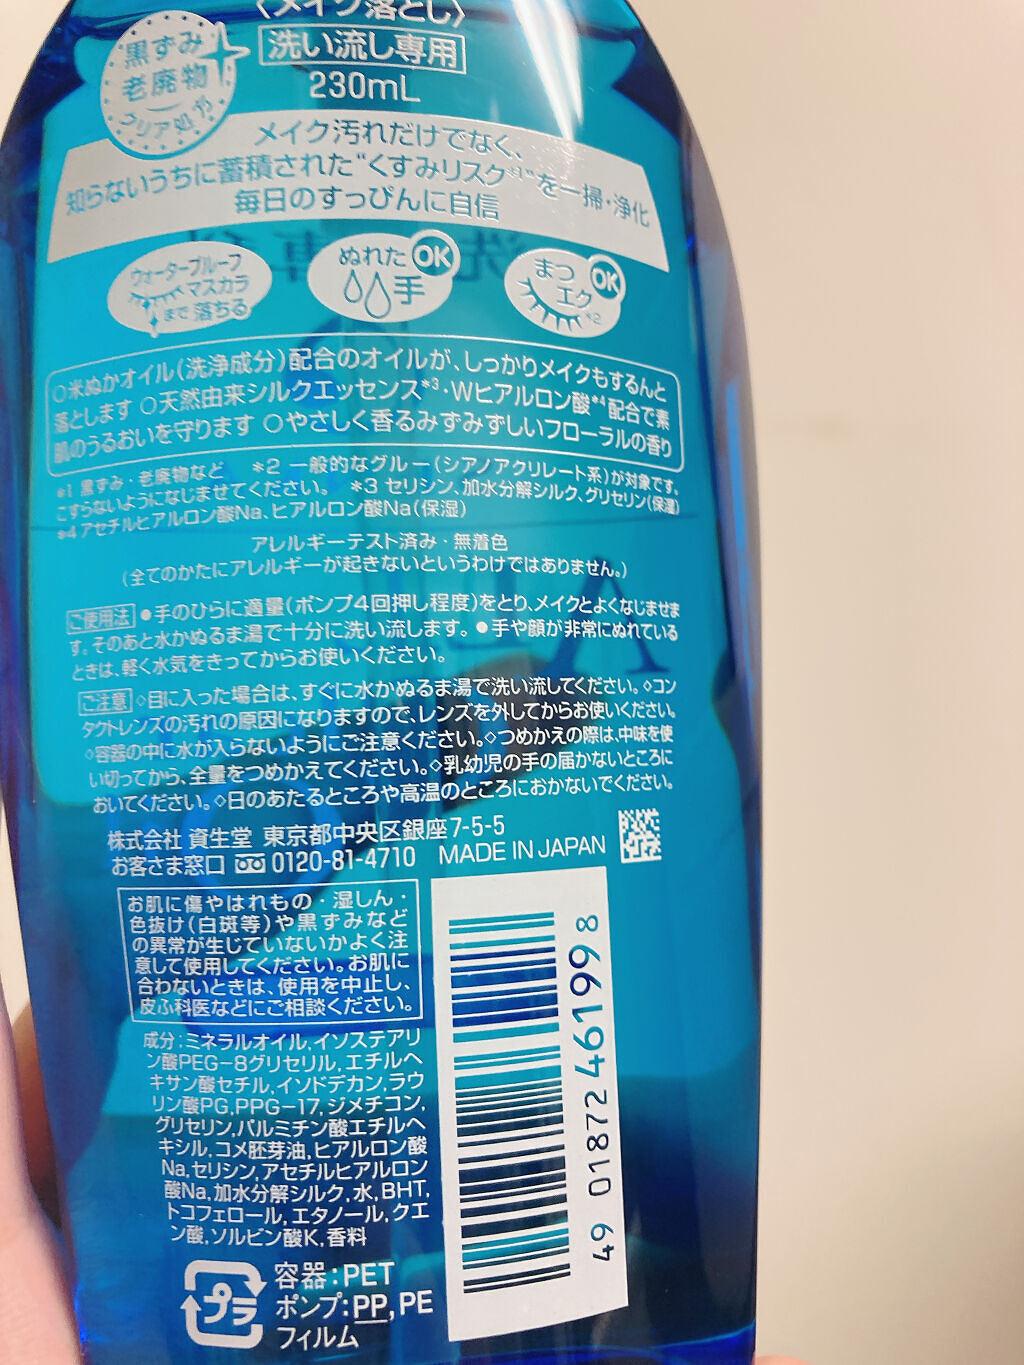 〈メイク落とし〉
洗い流し専用
230mL
黒ずみ
老廃物
クリア処方
メイク汚れだけでなく、
知らないうちに蓄積された"くすみリスク*1"を一掃・浄化
毎日のすっぴんに自信
ウォータープルーフ
マスカラ
まで落ちる
ぬれた
手
OK
まつ
エク*2
OK
○米ぬかオイル(洗浄成分)配合のオイルが、しっかりメイクもするんと
落とします ○天然由来シルクエッセンス*3・Wヒアルロン酸*4配合で素
肌のうるおいを守ります ○やさしく香るみずみずしいフローラルの香り
*1 黒ずみ・老廃物など *2 一般的なグルー(シアノアクリレート系)が対象です。
こすらないようになじませてください。 *3 セリシン、加水分解シルク、グリセリン(保湿)
*4 アセチルヒアルロン酸Na、ヒアルロン酸Na(保湿)
アレルギーテスト済み・無着色
(全てのかたにアレルギーが起きないというわけではありません。)
ご使用法 ●手のひらに適量(ポンプ4回押し程度)をとり、メイクとよくなじませま
す。そのあと水かぬるま湯で十分に洗い流します。●手や顔が非常にぬれている
ときは、軽く水気をきってからお使いください。
ご注意 ◇目に入った場合は、すぐに水かぬるま湯で洗い流してください。◇コン
タクトレンズの汚れの原因になりますので、レンズを外してからお使いください。
◇容器の中に水が入らないようにご注意ください。◇つめかえの際は、中味を使
い切ってから、全量をつめかえてください。◇乳幼児の手の届かないところに
おいてください。◇日のあたるところや高温のところにおかないでください。
株式会社 資生堂 東京都中央区銀座7-5-5
お客さま窓口 0120-81-4710 MADE IN JAPAN
お肌に傷やはれもの・湿しん・
色抜け(白斑等)や黒ずみなど
の異常が生じていないかよく注
意して使用してください。お肌に
合わないときは、使用を中止し、
皮ふ科医などにご相談ください。
成分:ミネラルオイル,イソステアリ
ン酸PEG-8グリセリル,エチルヘ
キサン酸セチル,イソドデカン,ラウ
リン酸PG,PPG-17,ジメチコン,
グリセリン,パルミチン酸エチルヘ
キシル,コメ胚芽油,ヒアルロン酸
Na,セリシン,アセチルヒアルロン
酸Na,加水分解シルク,水,BHT,
トコフェロール,エタノール,クエ
ン酸,ソルビン酸K,香料
49 01872 46199 8
プラ
容器:PET
ポンプ:PP,PE
フィルム